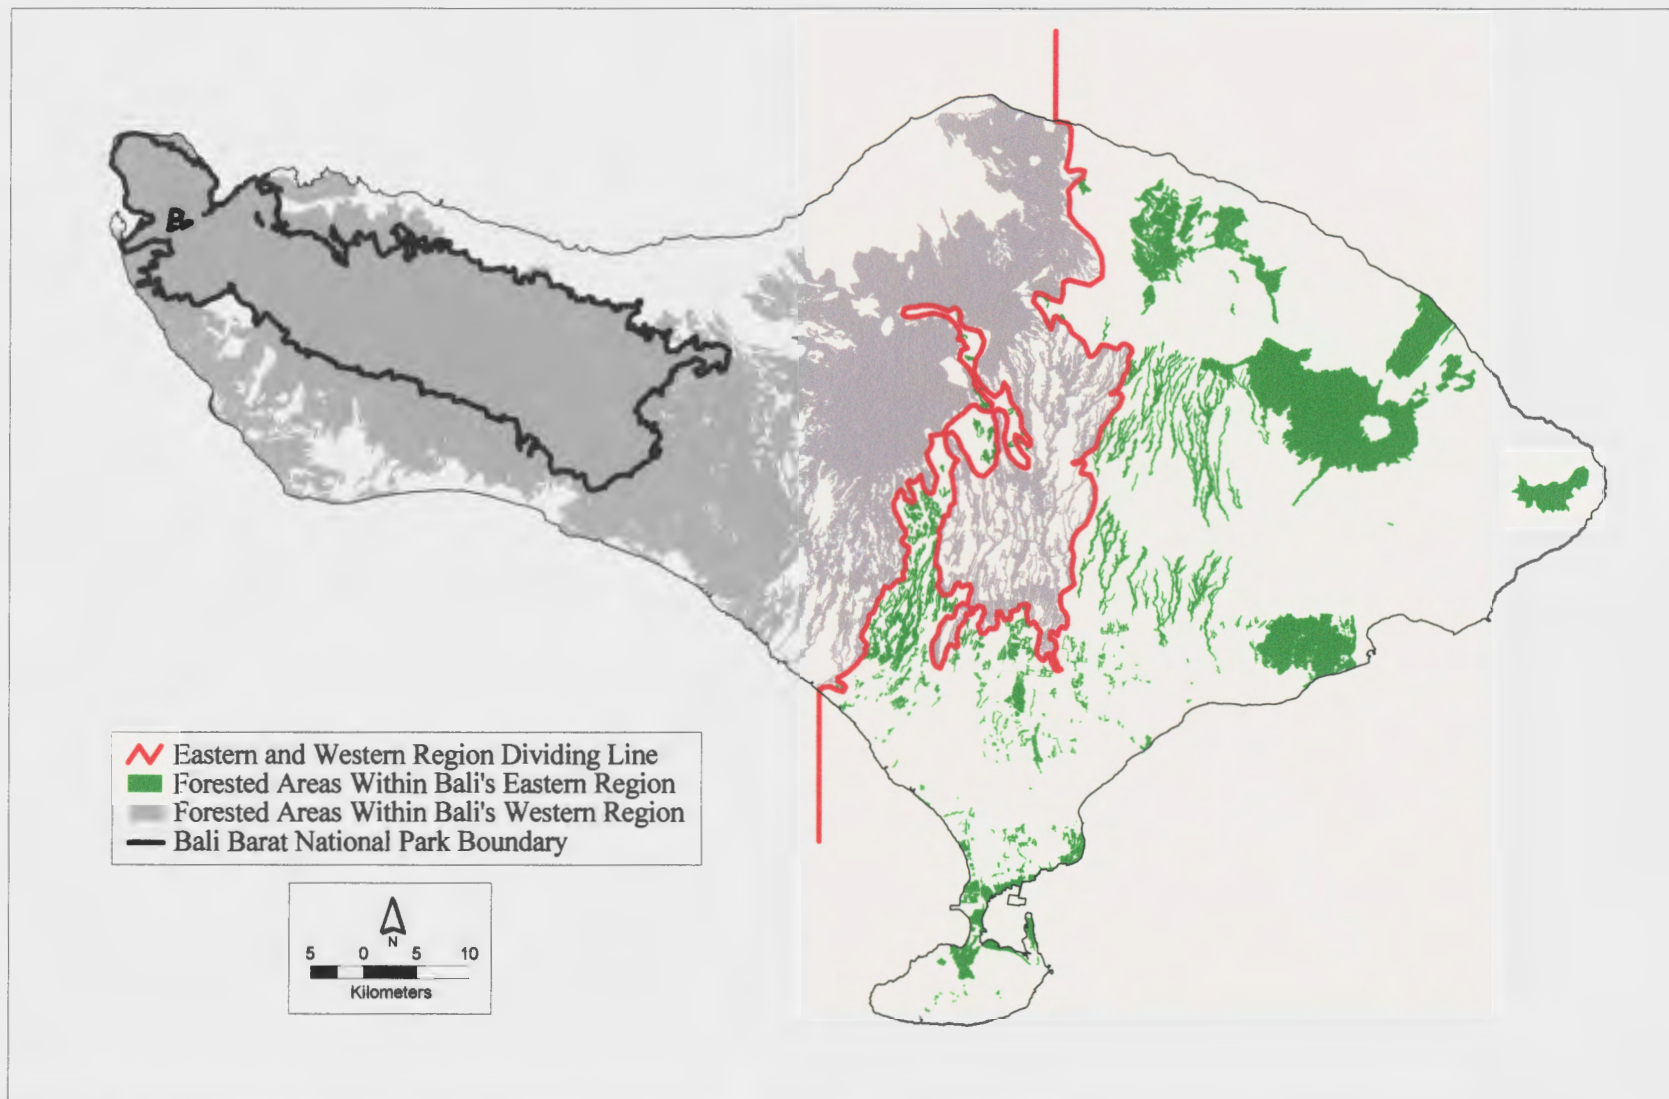 Eastern and Western Region Dividing Line
Forested Areas Within Bali's Eastern Region
Forested Areas Within Bali's Western Region
Bali Barat National Park Boundary
N
5 0 5 10
Kilometers